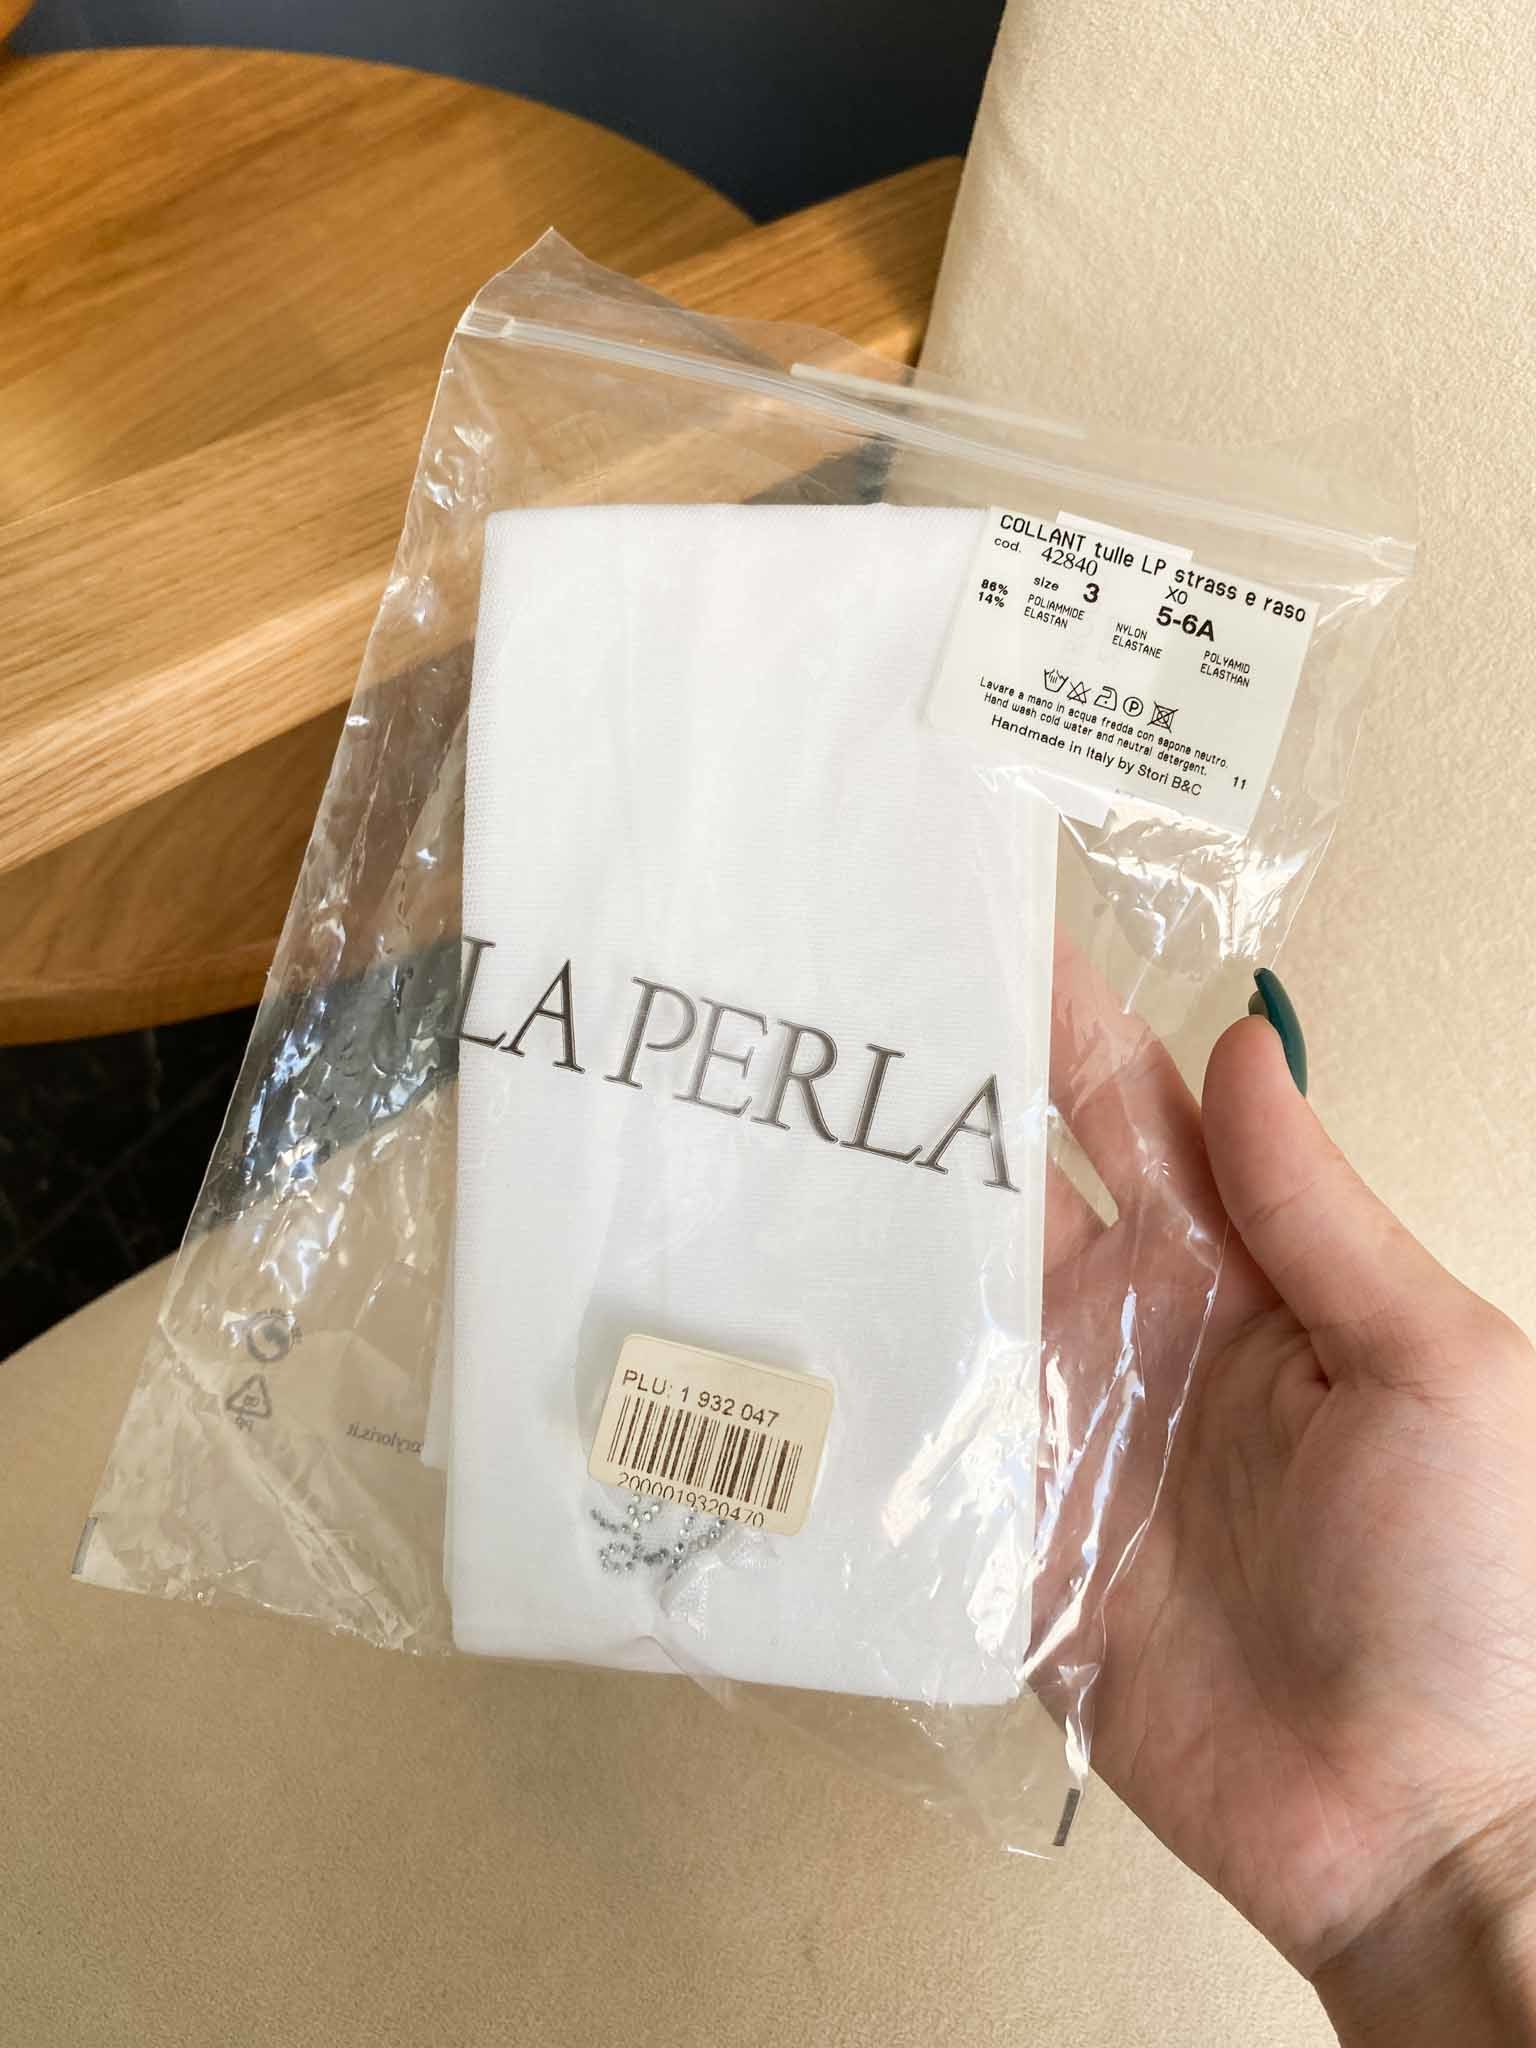 COLLANT tulle LP strass e raso
cod. 42840 XO
size 3 5-6A
86% POLIAMMIDE NYLON POLYAMID
14% ELASTAN ELASTANE ELASTHAN
Lavare a mano in acqua fredda con sapone neutro.
Hand wash cold water and neutral detergent.
Handmade in Italy by Stori B&C 11
LA PERLA
PLU: 1 932 047
2000019320470
PP